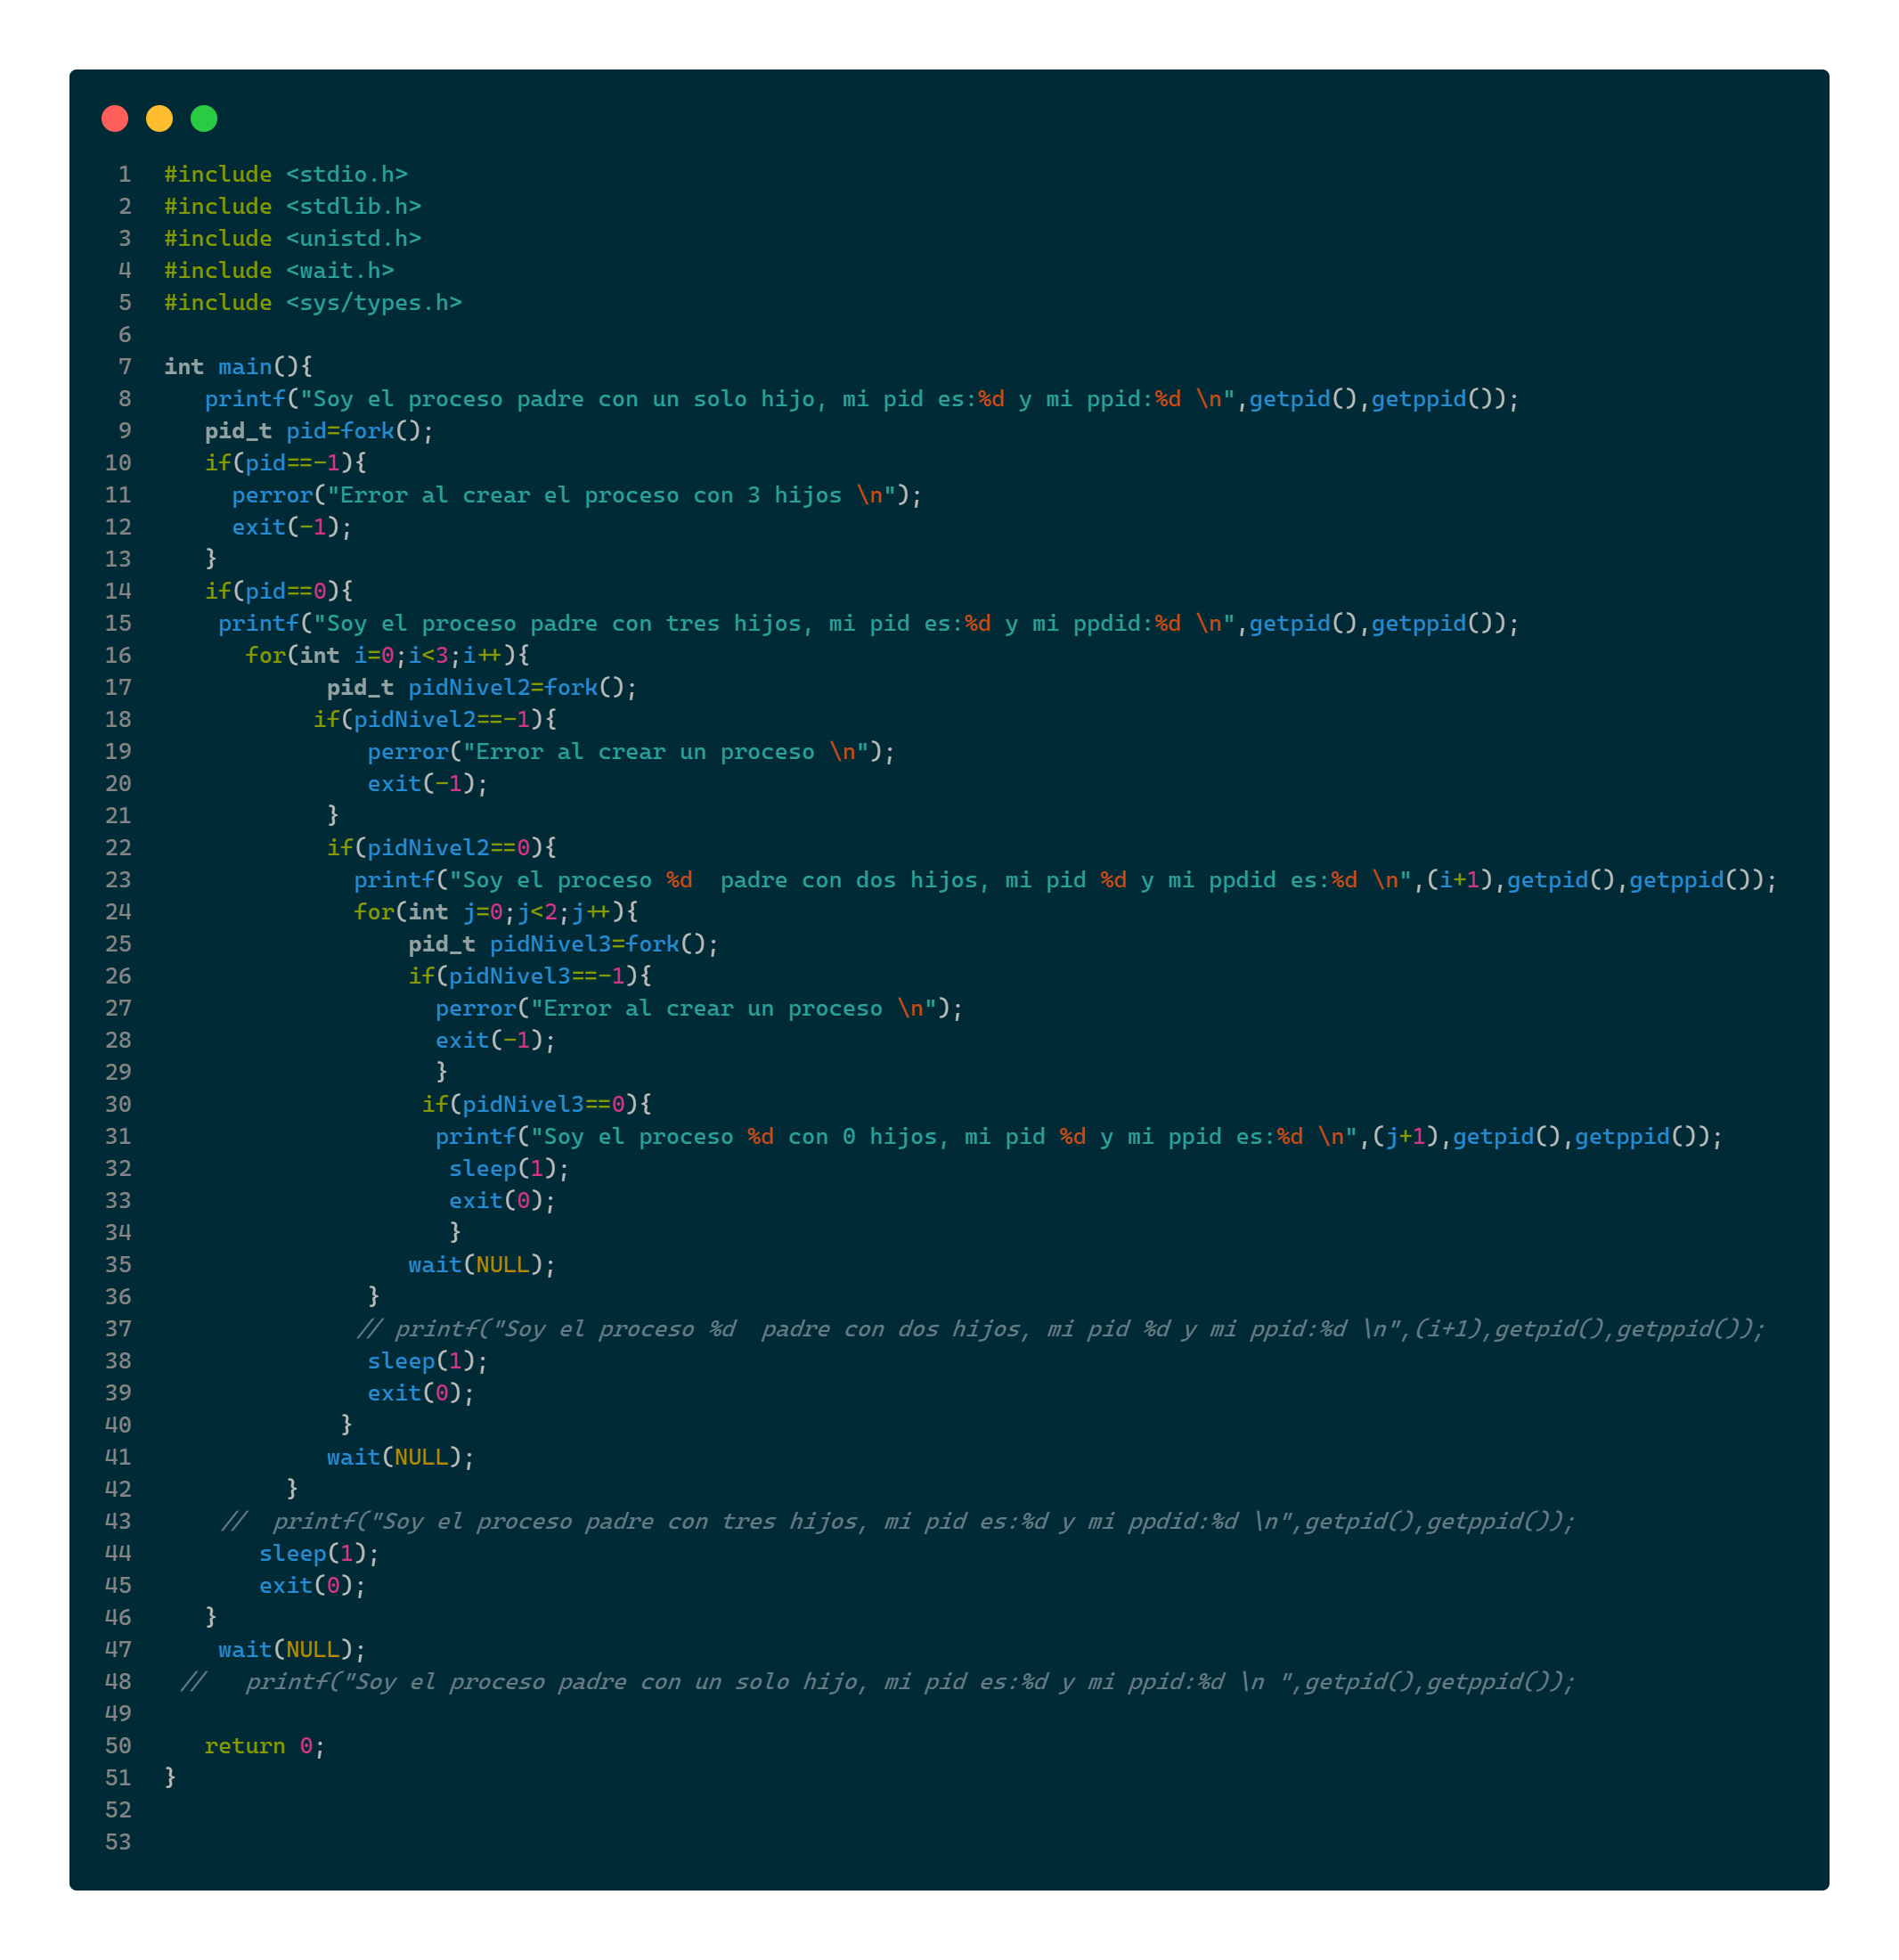 1 #include <stdio.h>
2 #include <stdlib.h>
3 #include <unistd.h>
4 #include <wait.h>
5 #include <sys/types.h>
6
7 int main(){
8    printf("Soy el proceso padre con un solo hijo, mi pid es:%d y mi ppid:%d \n",getpid(),getppid());
9    pid_t pid=fork();
10    if(pid==-1){
11      perror("Error al crear el proceso con 3 hijos \n");
12      exit(-1);
13    }
14    if(pid==0){
15     printf("Soy el proceso padre con tres hijos, mi pid es:%d y mi ppdid:%d \n",getpid(),getppid());
16       for(int i=0;i<3;i++){
17             pid_t pidNivel2=fork();
18            if(pidNivel2==-1){
19                perror("Error al crear un proceso \n");
20                exit(-1);
21             }
22             if(pidNivel2==0){
23               printf("Soy el proceso %d  padre con dos hijos, mi pid %d y mi ppdid es:%d \n",(i+1),getpid(),getppid());
24               for(int j=0;j<2;j++){
25                   pid_t pidNivel3=fork();
26                   if(pidNivel3==-1){
27                     perror("Error al crear un proceso \n");
28                     exit(-1);
29                     }
30                    if(pidNivel3==0){
31                     printf("Soy el proceso %d con 0 hijos, mi pid %d y mi ppid es:%d \n",(j+1),getpid(),getppid());
32                      sleep(1);
33                      exit(0);
34                      }
35                   wait(NULL);
36                }
37               // printf("Soy el proceso %d  padre con dos hijos, mi pid %d y mi ppid:%d \n",(i+1),getpid(),getppid());
38                sleep(1);
39                exit(0);
40              }
41             wait(NULL);
42          }
43     //  printf("Soy el proceso padre con tres hijos, mi pid es:%d y mi ppdid:%d \n",getpid(),getppid());
44        sleep(1);
45        exit(0);
46    }
47     wait(NULL);
48  //   printf("Soy el proceso padre con un solo hijo, mi pid es:%d y mi ppid:%d \n ",getpid(),getppid());
49
50    return 0;
51 }
52
53